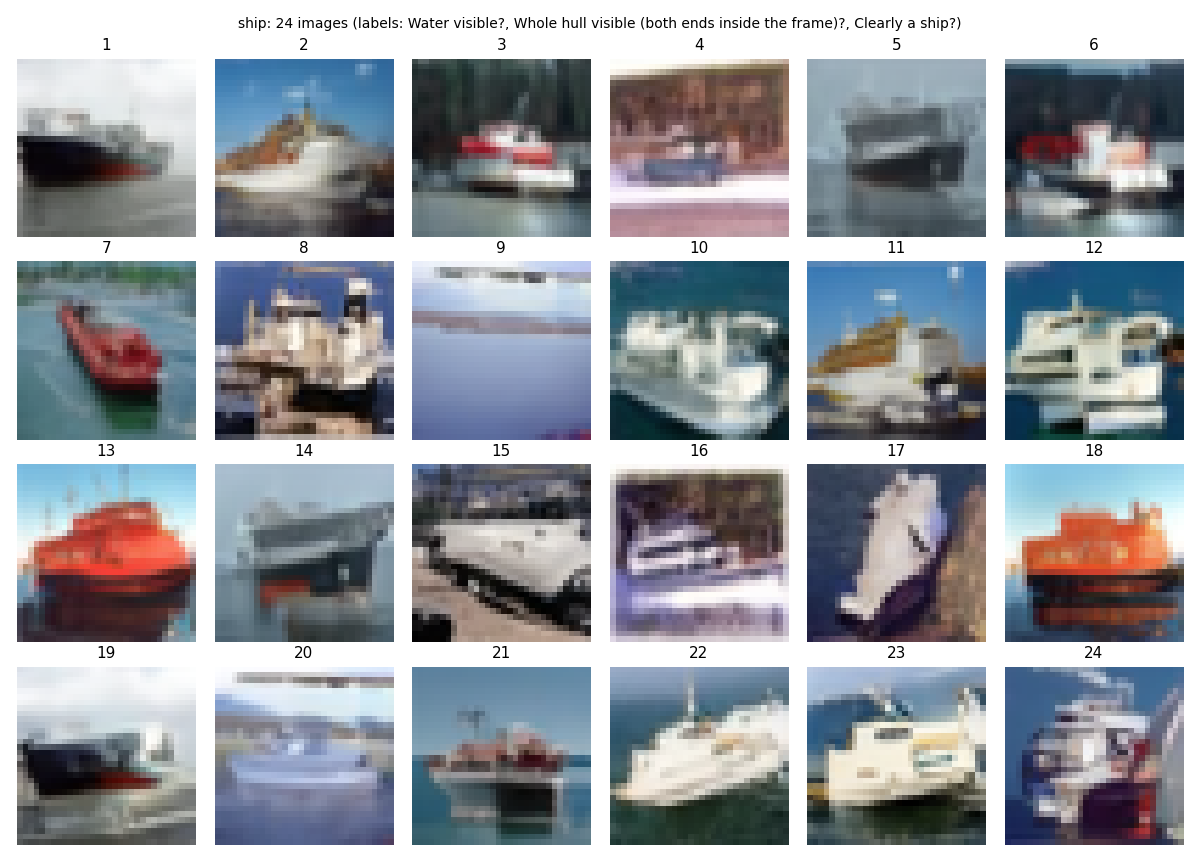 ship: 24 images (labels: Water visible?, Whole hull visible (both ends inside the frame)?, Clearly a ship?)
1 2 3 4 5 6
7 8 9 10 11 12
13 14 15 16 17 18
19 20 21 22 23 24